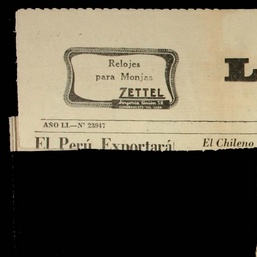 Relojes
para Monjas
ZETTEL
L
AÑO LI.—Nº 23947
El Perú Exportará
El Chileno